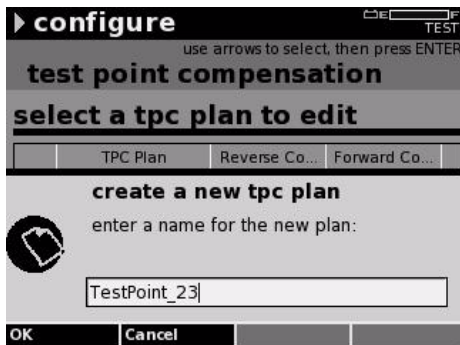 configure
E F
TEST
use arrows to select, then press ENTER
test point compensation
select a tpc plan to edit
TPC Plan Reverse Co... Forward Co...
create a new tpc plan
enter a name for the new plan:
TestPoint_23
OK Cancel